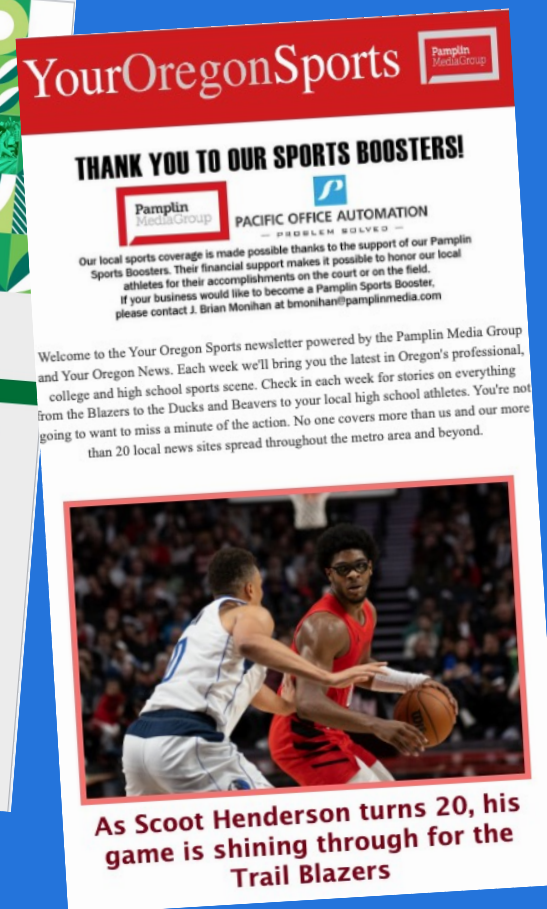 YourOregonSports
Pamplin
MediaGroup
THANK YOU TO OUR SPORTS BOOSTERS!
Pamplin
MediaGroup
PACIFIC OFFICE AUTOMATION
— PROBLEM SOLVED —
Our local sports coverage is made possible thanks to the support of our Pamplin
Sports Boosters. Their financial support makes it possible to honor our local
athletes for their accomplishments on the court or on the field.
If your business would like to become a Pamplin Sports Booster,
please contact J. Brian Monihan at bmonihan@pamplinmedia.com
Welcome to the Your Oregon Sports newsletter powered by the Pamplin Media Group
and Your Oregon News. Each week we'll bring you the latest in Oregon's professional,
college and high school sports scene. Check in each week for stories on everything
from the Blazers to the Ducks and Beavers to your local high school athletes. You're not
going to want to miss a minute of the action. No one covers more than us and our more
than 20 local news sites spread throughout the metro area and beyond.
As Scoot Henderson turns 20, his
game is shining through for the
Trail Blazers